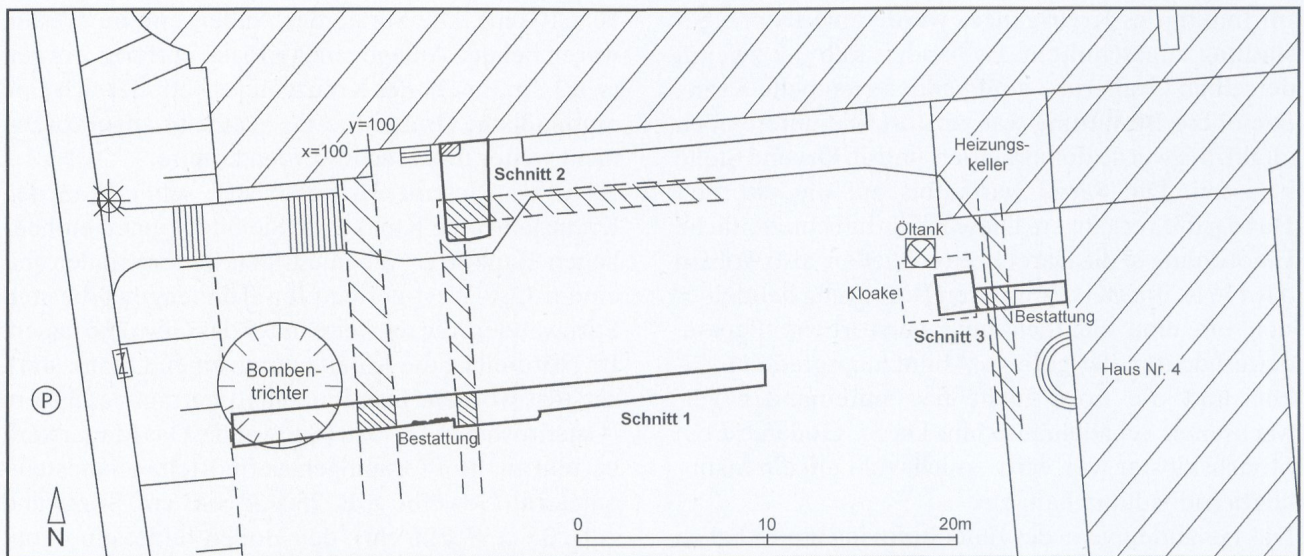 y=100
x=100
Schnitt 2
Heizungs-
keller
Öltank
Kloake
Bestattung
Schnitt 3
Haus Nr. 4
Bomben-
trichter
P
Schnitt 1
Bestattung
N
0 10 20m